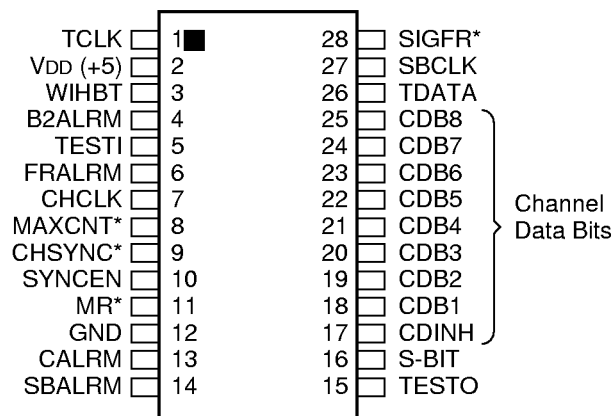 TCLK 1 28 SIGFR*
VDD (+5) 2 27 SBCLK
WIHBT 3 26 TDATA
B2ALRM 4 25 CDB8
TESTI 5 24 CDB7
FRALRM 6 23 CDB6
CHCLK 7 22 CDB5
MAXCNT* 8 21 CDB4
CHSYNC* 9 20 CDB3
SYNCEN 10 19 CDB2
MR* 11 18 CDB1
GND 12 17 CDINH
CALRM 13 16 S-BIT
SBALRM 14 15 TESTO
Channel
Data Bits